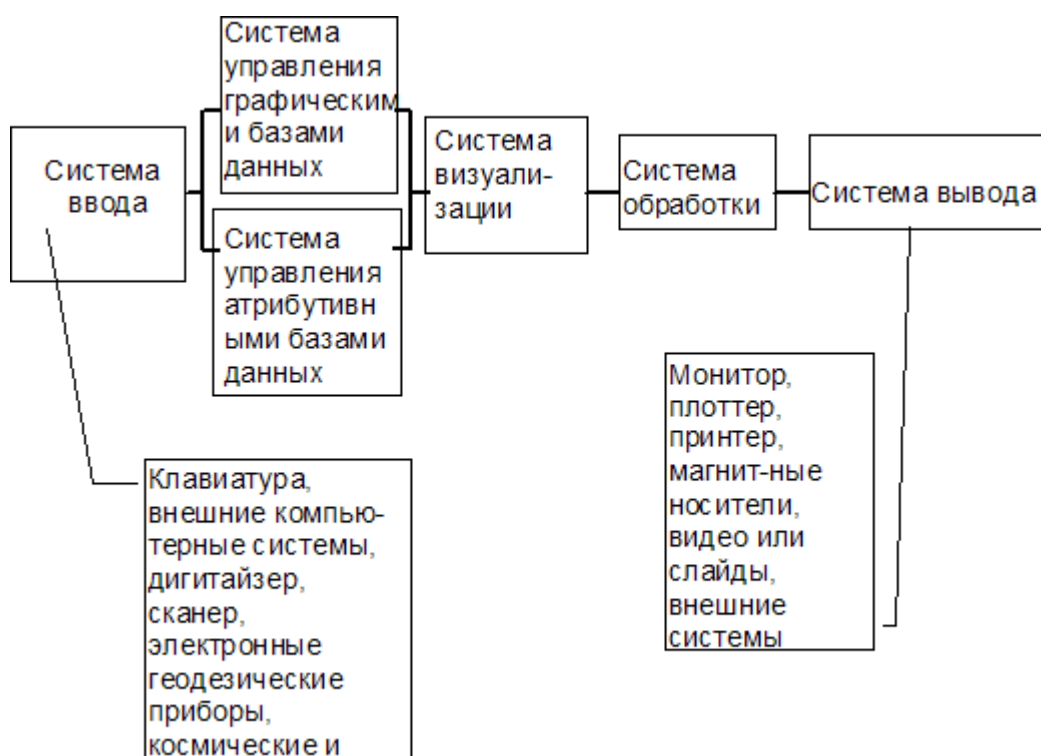 Система
управления
графическим
и базами
данных
Система
ввода
Система
управления
атрибутивн
ыми базами
данных
Система
визуали-
зации
Система
обработки
Система вывода
Клавиатура,
внешние компью-
терные системы,
дигитайзер,
сканер,
электронные
геодезические
приборы,
космические и
Монитор,
плоттер,
принтер,
магнит-ные
носители,
видео или
слайды,
внешние
системы